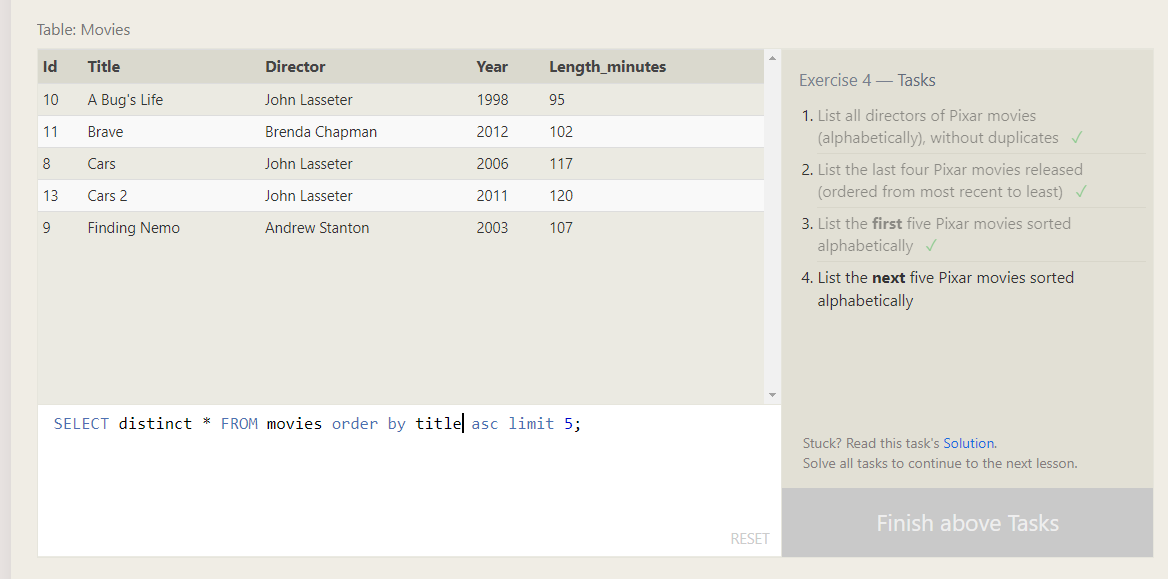 Table: Movies
Id Title Director Year Length_minutes
10 A Bug's Life John Lasseter 1998 95
11 Brave Brenda Chapman 2012 102
8 Cars John Lasseter 2006 117
13 Cars 2 John Lasseter 2011 120
9 Finding Nemo Andrew Stanton 2003 107
SELECT distinct * FROM movies order by title asc limit 5;
RESET
Exercise 4 — Tasks
1. List all directors of Pixar movies
(alphabetically), without duplicates ✓
2. List the last four Pixar movies released
(ordered from most recent to least) ✓
3. List the first five Pixar movies sorted
alphabetically ✓
4. List the next five Pixar movies sorted
alphabetically
Stuck? Read this task's Solution.
Solve all tasks to continue to the next lesson.
Finish above Tasks